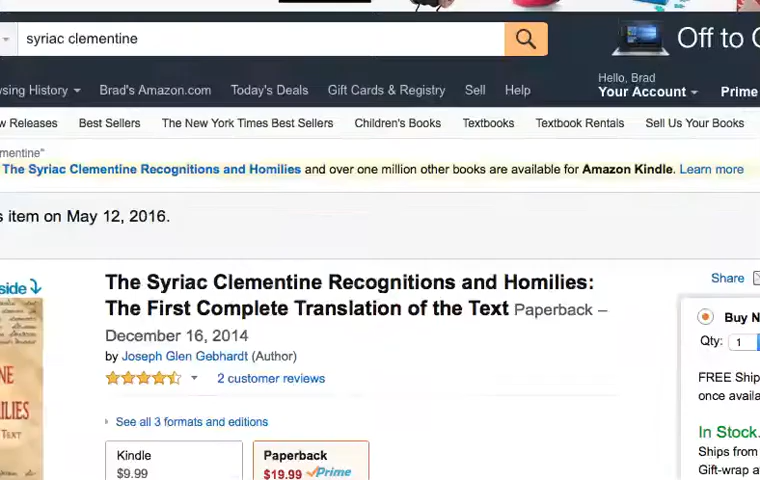 syriac clementine
Off to
Hello, Brad
wsing History Brad's Amazon.com Today's Deals Gift Cards & Registry Sell Help Your Account Prime
w Releases Best Sellers The New York Times Best Sellers Children's Books Textbooks Textbook Rentals Sell Us Your Books
mentine"
The Syriac Clementine Recognitions and Homilies and over one million other books are available for Amazon Kindle. Learn more
s item on May 12, 2016.
side
The Syriac Clementine Recognitions and Homilies:
The First Complete Translation of the Text Paperback –
December 16, 2014
by Joseph Glen Gebhardt (Author)
2 customer reviews
See all 3 formats and editions
Kindle
$9.99
Paperback
$19.99 Prime
Share
Buy N
Qty: 1
FREE Ship
once availa
In Stock.
Ships from
Gift-wrap a
NE
ILIES
TEXT